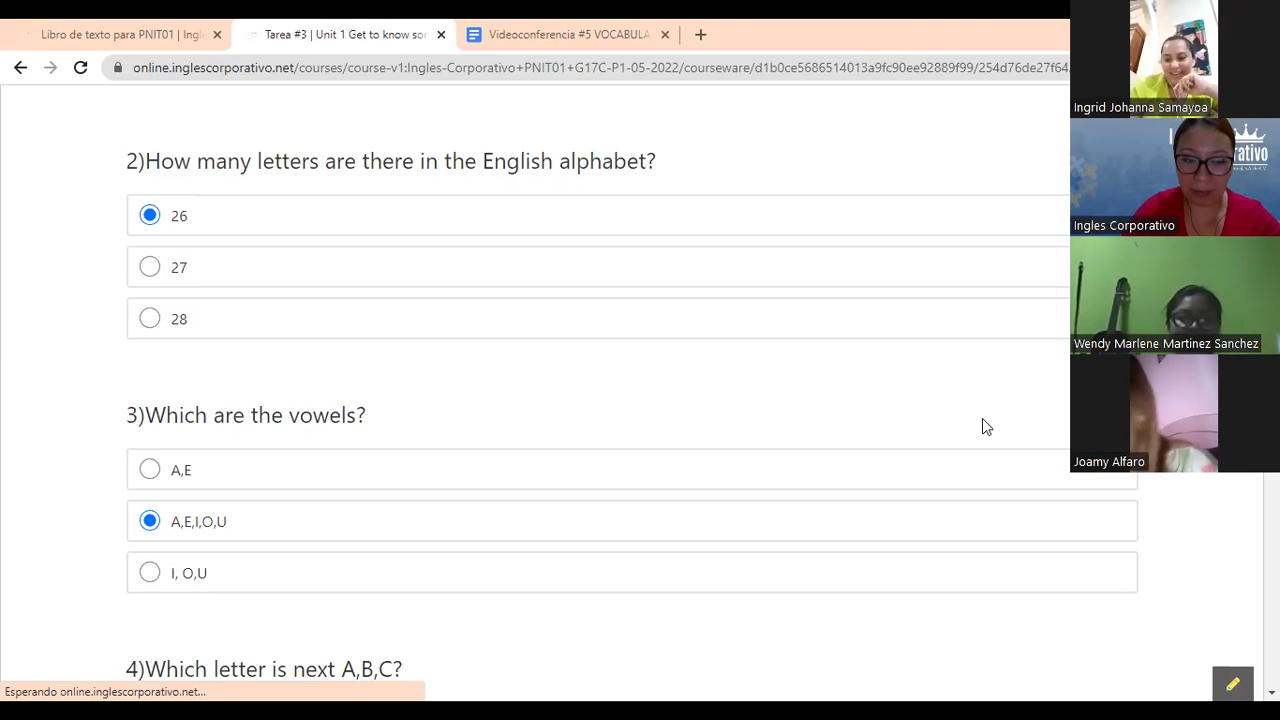 Libro de texto para PNIT01 | Ingl
Tarea #3 | Unit 1 Get to know sor
Videoconferencia #5 VOCABULA
online.inglescorporativo.net/courses/course-v1:Ingles-Corpo +PNIT01+G17C-P1-05-2022/courseware/d1b0ce5686514013a9fc90ee92889f99/254d76de27f64
2)How many letters are there in the English alphabet?
26
27
28
3)Which are the vowels?
A,E
A,E,I,O,U
I, O,U
4)Which letter is next A,B,C?
Esperando online.inglescorporativo.net...
Ingrid Johanna Samayoa
Ingles Corporativo
Wendy Marlene Martinez Sanchez
Joamy Alfaro